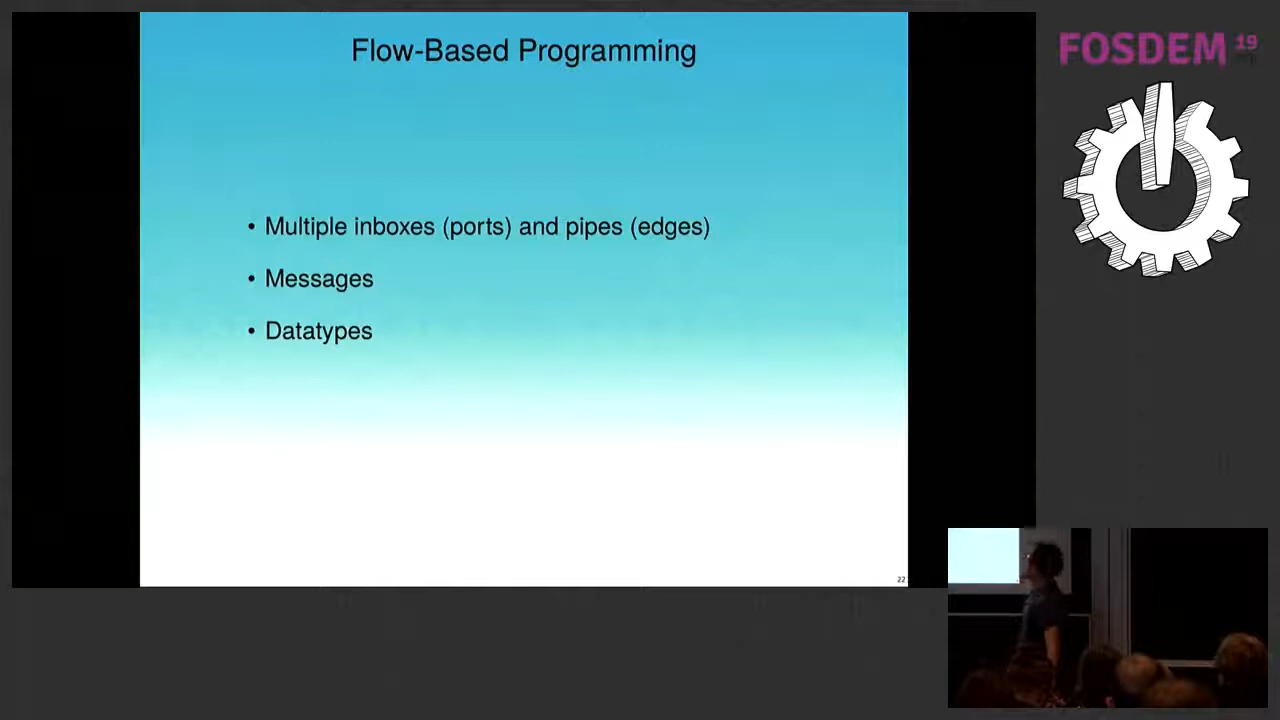 Flow-Based Programming
• Multiple inboxes (ports) and pipes (edges)
• Messages
• Datatypes
22
FOSDEM 19